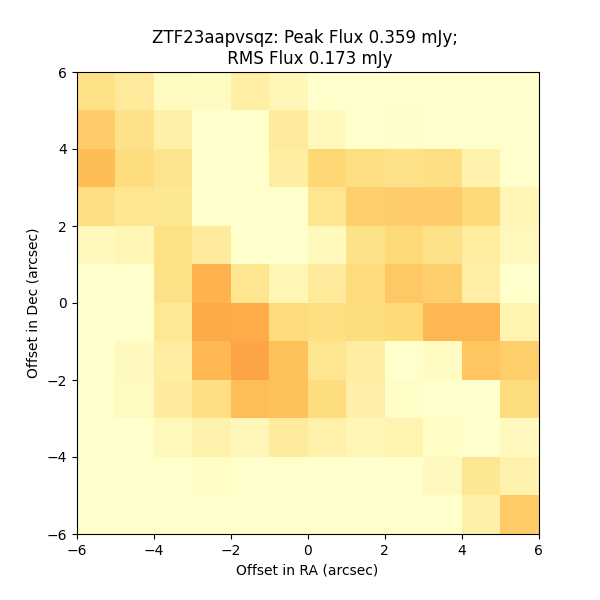 ZTF23aapvsqz: Peak Flux 0.359 mJy;
RMS Flux 0.173 mJy
6
4
2
0
−2
−4
−6
Offset in Dec (arcsec)
−6 −4 −2 0 2 4 6
Offset in RA (arcsec)